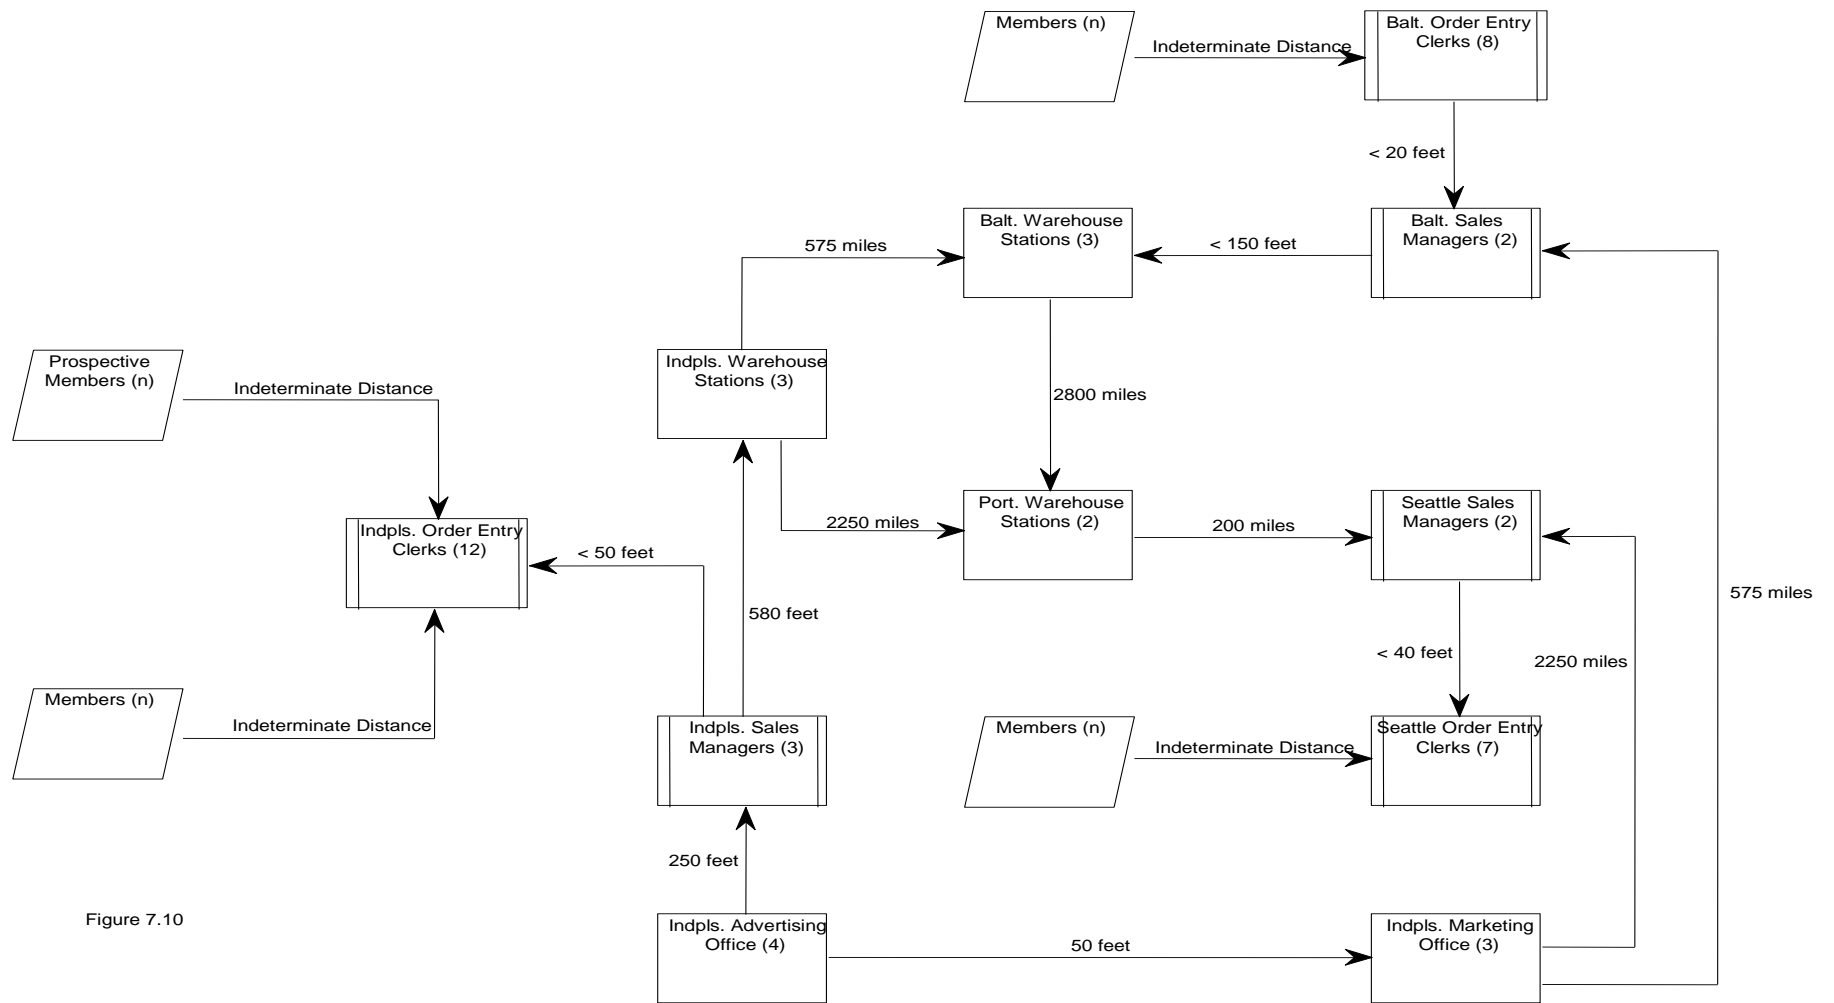 Members (n)
Indeterminate Distance
Balt. Order Entry
Clerks (8)
< 20 feet
Balt. Warehouse
Stations (3)
< 150 feet
Balt. Sales
Managers (2)
575 miles
Prospective
Members (n)
Indeterminate Distance
Indpls. Warehouse
Stations (3)
2800 miles
Indpls. Order Entry
Clerks (12)
< 50 feet
2250 miles
Port. Warehouse
Stations (2)
200 miles
Seattle Sales
Managers (2)
575 miles
580 feet
< 40 feet
2250 miles
Members (n)
Indeterminate Distance
Indpls. Sales
Managers (3)
Members (n)
Indeterminate Distance
Seattle Order Entry
Clerks (7)
250 feet
Figure 7.10
Indpls. Advertising
Office (4)
50 feet
Indpls. Marketing
Office (3)